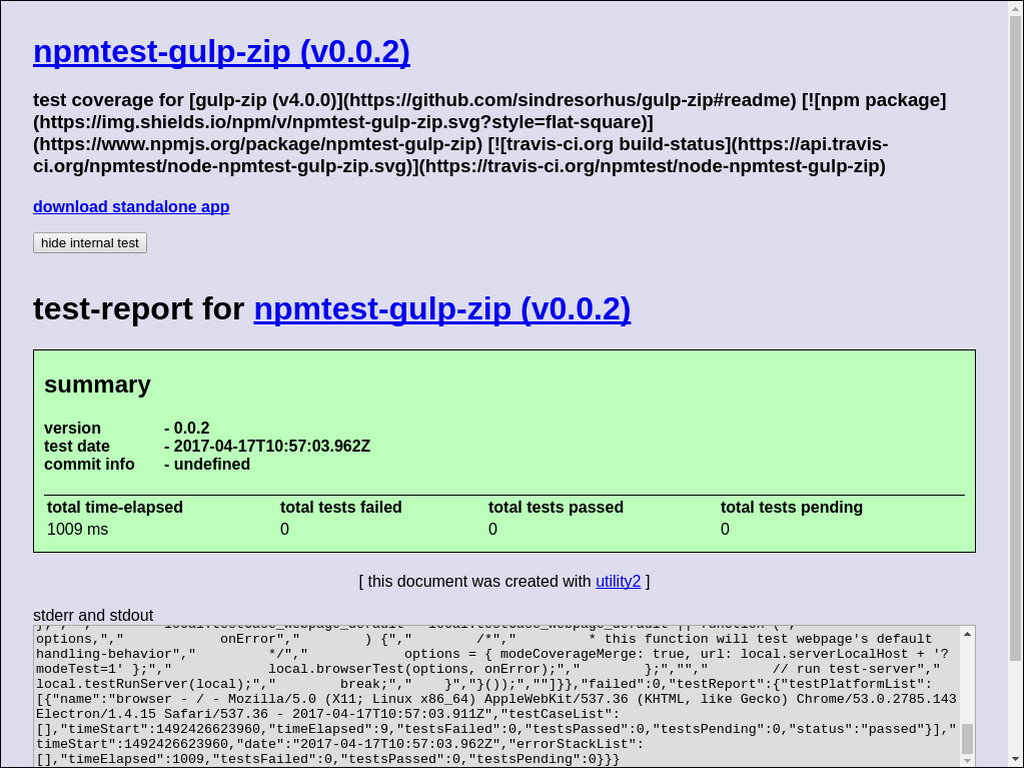 npmtest-gulp-zip (v0.0.2)
test coverage for [gulp-zip (v4.0.0)](https://github.com/sindresorhus/gulp-zip#readme) [![npm package]
(https://img.shields.io/npm/v/npmtest-gulp-zip.svg?style=flat-square)]
(https://www.npmjs.org/package/npmtest-gulp-zip) [![travis-ci.org build-status](https://api.travis-
ci.org/npmtest/node-npmtest-gulp-zip.svg)](https://travis-ci.org/npmtest/node-npmtest-gulp-zip)
download standalone app
hide internal test
test-report for npmtest-gulp-zip (v0.0.2)
summary
version - 0.0.2
test date - 2017-04-17T10:57:03.962Z
commit info - undefined
total time-elapsed total tests failed total tests passed total tests pending
1009 ms 0 0 0
[ this document was created with utility2 ]
stderr and stdout
options,"," onError"," ) {"," /*"," * this function will test webpage's default
handling-behavior"," */"," options = { modeCoverageMerge: true, url: local.serverLocalHost + '?
modeTest=1' };"," local.browserTest(options, onError);"," };",""," // run test-server","
local.testRunServer(local);"," break;"," }","}());",""]}},"failed":0,"testReport":{"testPlatformList":
[{"name":"browser - / - Mozilla/5.0 (X11; Linux x86_64) AppleWebKit/537.36 (KHTML, like Gecko) Chrome/53.0.2785.143
Electron/1.4.15 Safari/537.36 - 2017-04-17T10:57:03.911Z","testCaseList":
[],"timeStart":1492426623960,"timeElapsed":9,"testsFailed":0,"testsPassed":0,"testsPending":0,"status":"passed"}],"
timeStart":1492426623960,"date":"2017-04-17T10:57:03.962Z","errorStackList":
[],"timeElapsed":1009,"testsFailed":0,"testsPassed":0,"testsPending":0}}}